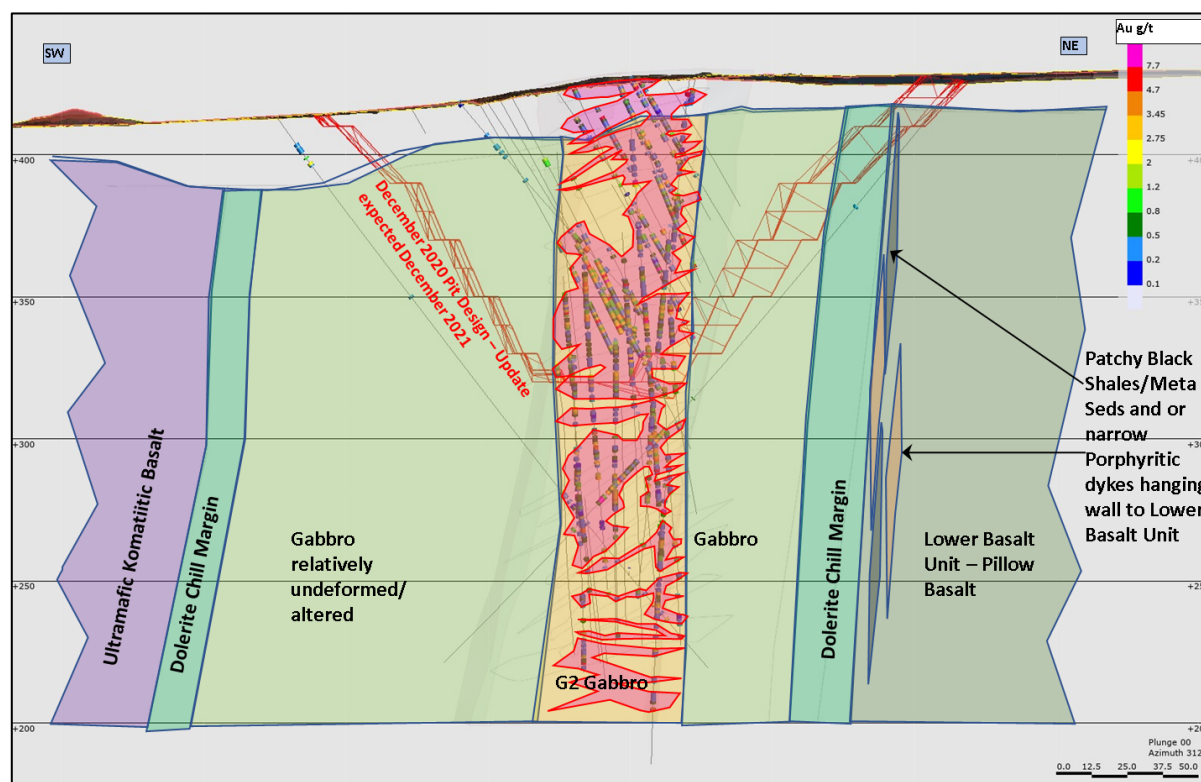 Au g/t
SW
NE
7.7
4.7
3.45
2.75
2
1.2
0.8
0.5
0.2
0.1
+400
+350
+300
+250
+200
December 2020 Pit Design – Update
expected December 2021
Ultramafic Komatiitic Basalt
Dolerite Chill Margin
Gabbro
relatively
undeformed/
altered
G2 Gabbro
Gabbro
Dolerite Chill Margin
Lower Basalt
Unit – Pillow
Basalt
Patchy Black
Shales/Meta
Seds and or
narrow
Porphyritic
dykes hanging
wall to Lower
Basalt Unit
Plunge 00
Azimuth 312
0.0 12.5 25.0 37.5 50.0